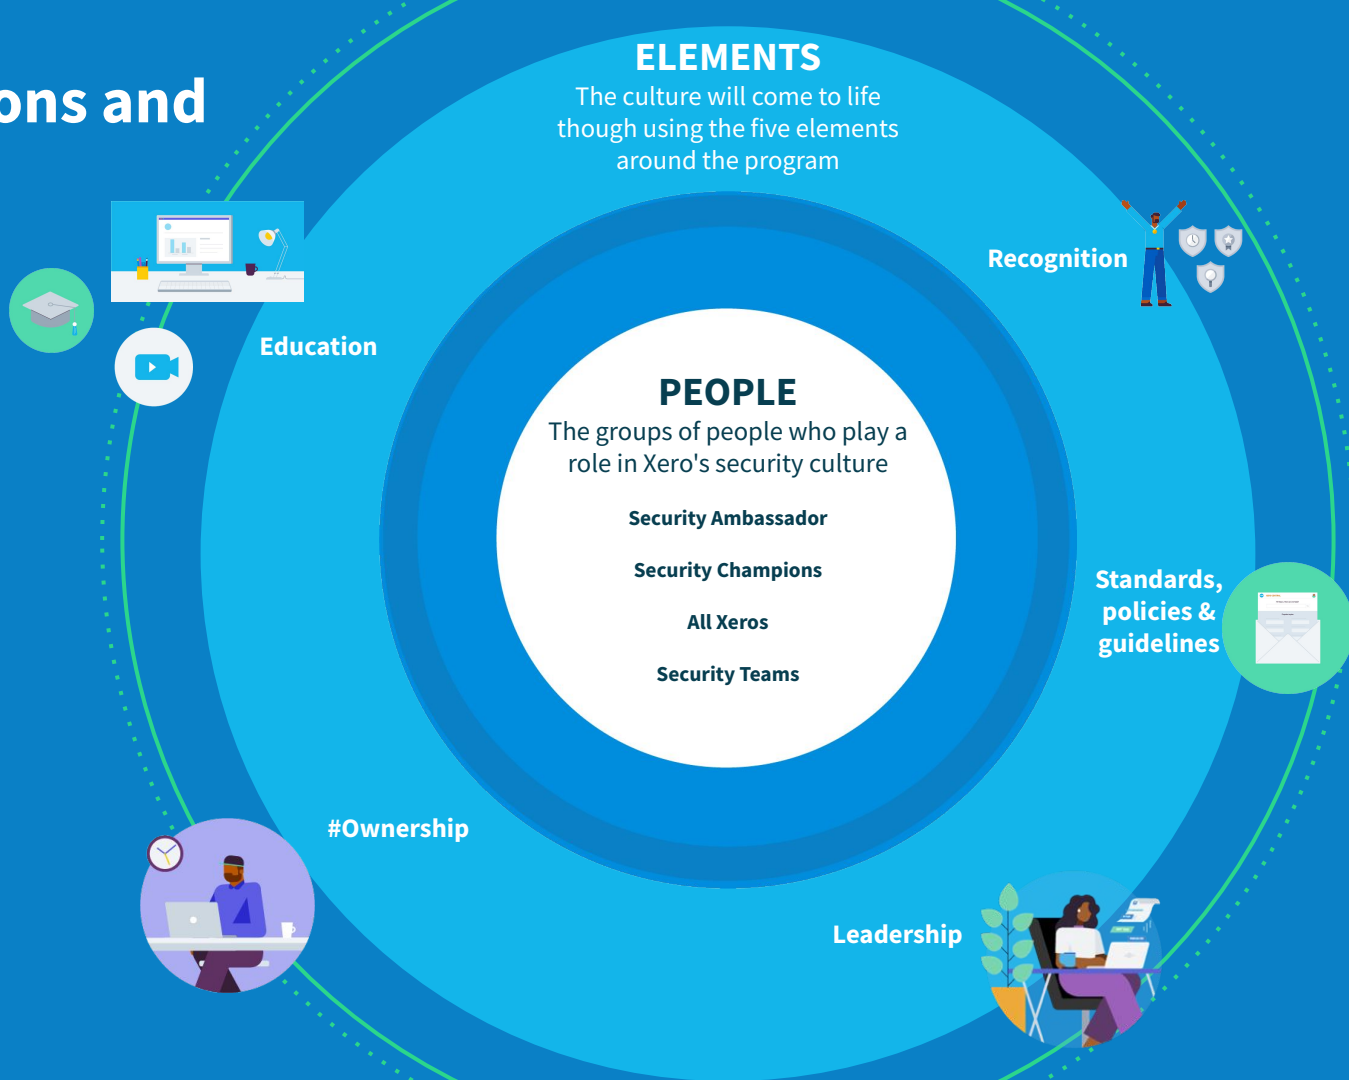 ons and
ELEMENTS
The culture will come to life
though using the five elements
around the program
Recognition
Education
PEOPLE
The groups of people who play a
role in Xero's security culture
Security Ambassador
Security Champions
All Xeros
Security Teams
Standards,
policies &
guidelines
#Ownership
Leadership